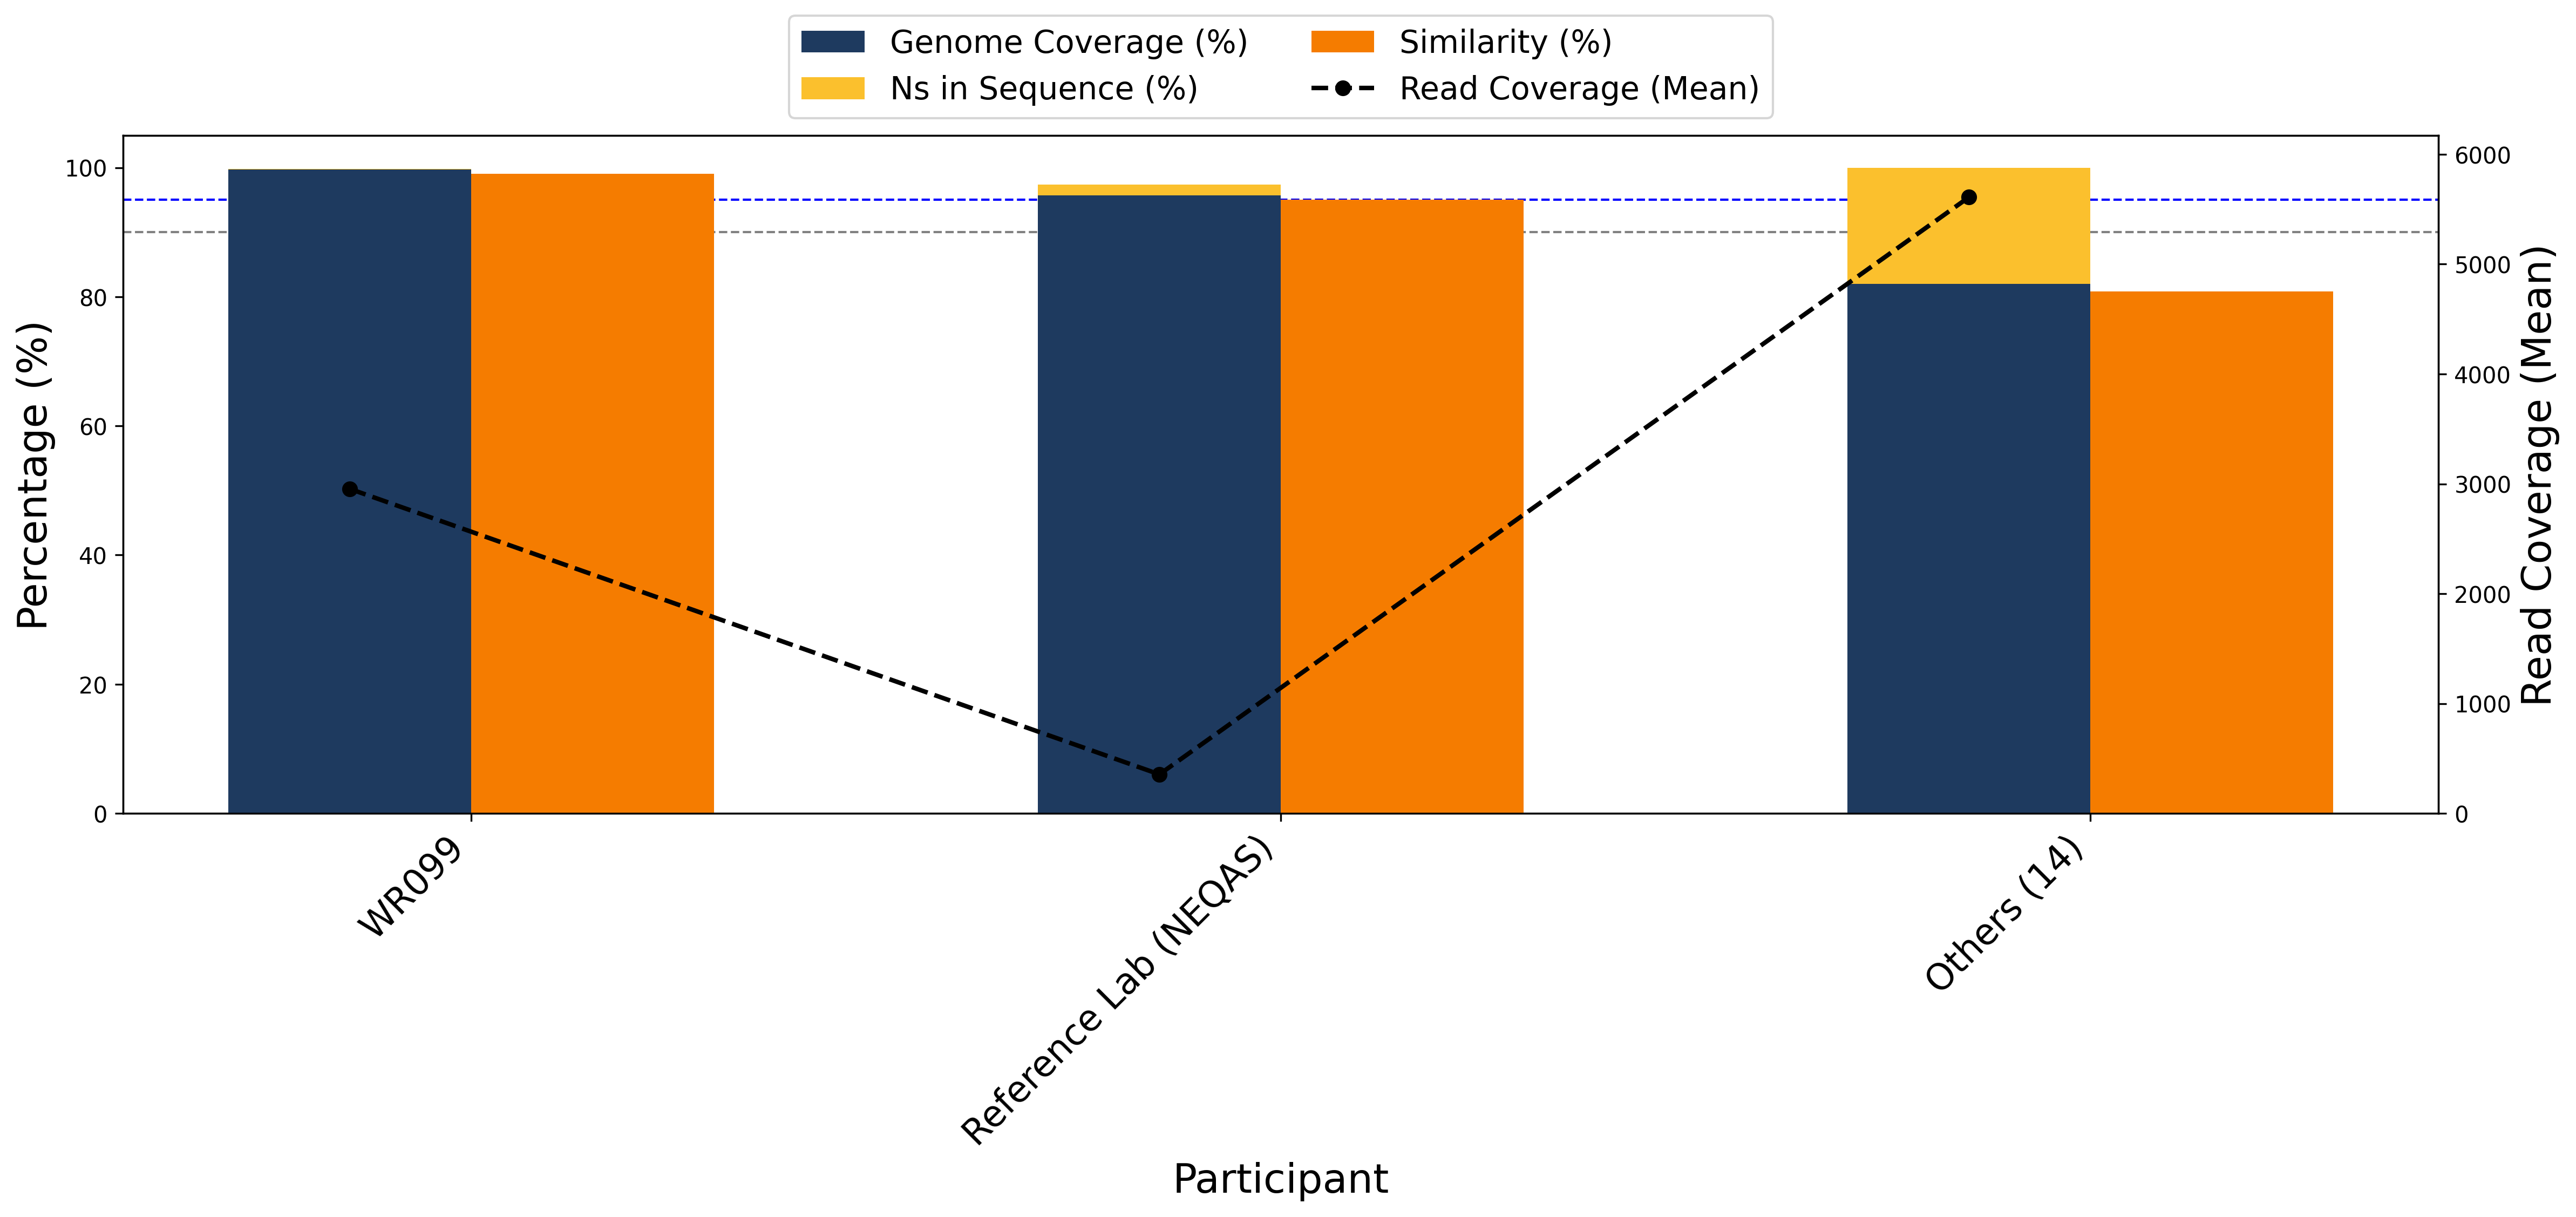 Genome Coverage (%)
Ns in Sequence (%)
Similarity (%)
Read Coverage (Mean)
Percentage (%)
100
80
60
40
20
0
6000
5000
4000
3000
2000
1000
0
Read Coverage (Mean)
WR099
Reference Lab (NEQAS)
Others (14)
Participant